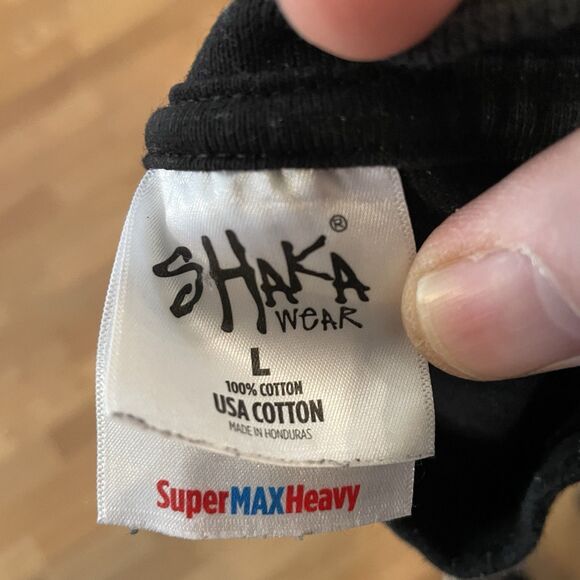 SHAKA ®
WEAR
L
100% COTTON
USA COTTON
MADE IN HONDURAS
SuperMAXHeavy